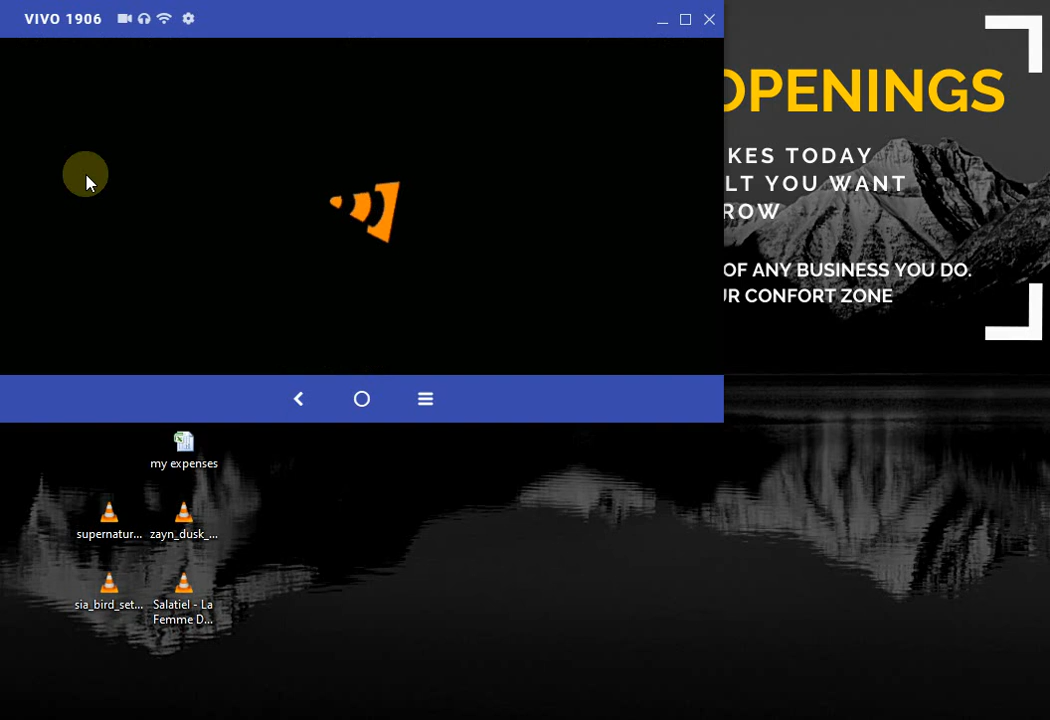 VIVO 1906
OPENINGS
KES TODAY
LT YOU WANT
ROW
OF ANY BUSINESS YOU DO.
UR CONFORT ZONE
my expenses
supernatur...
zayn_dusk_...
sia_bird_set...
Salatiel - La
Femme D...